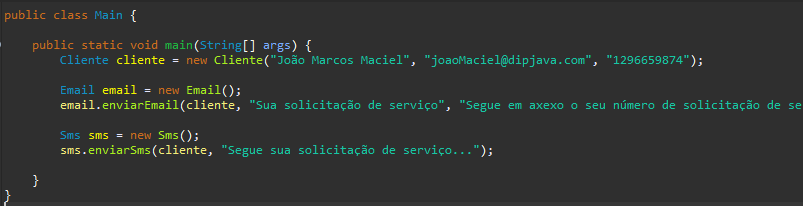 public class Main {
public static void main(String[] args) {
Cliente cliente = new Cliente("João Marcos Maciel", "joaoMaciel@dipjava.com", "1296659874");
Email email = new Email();
email.enviarEmail(cliente, "Sua solicitação de serviço", "Segue em axexo o seu número de solicitação de se
Sms sms = new Sms();
sms.enviarSms(cliente, "Segue sua solicitação de serviço...");
}
}